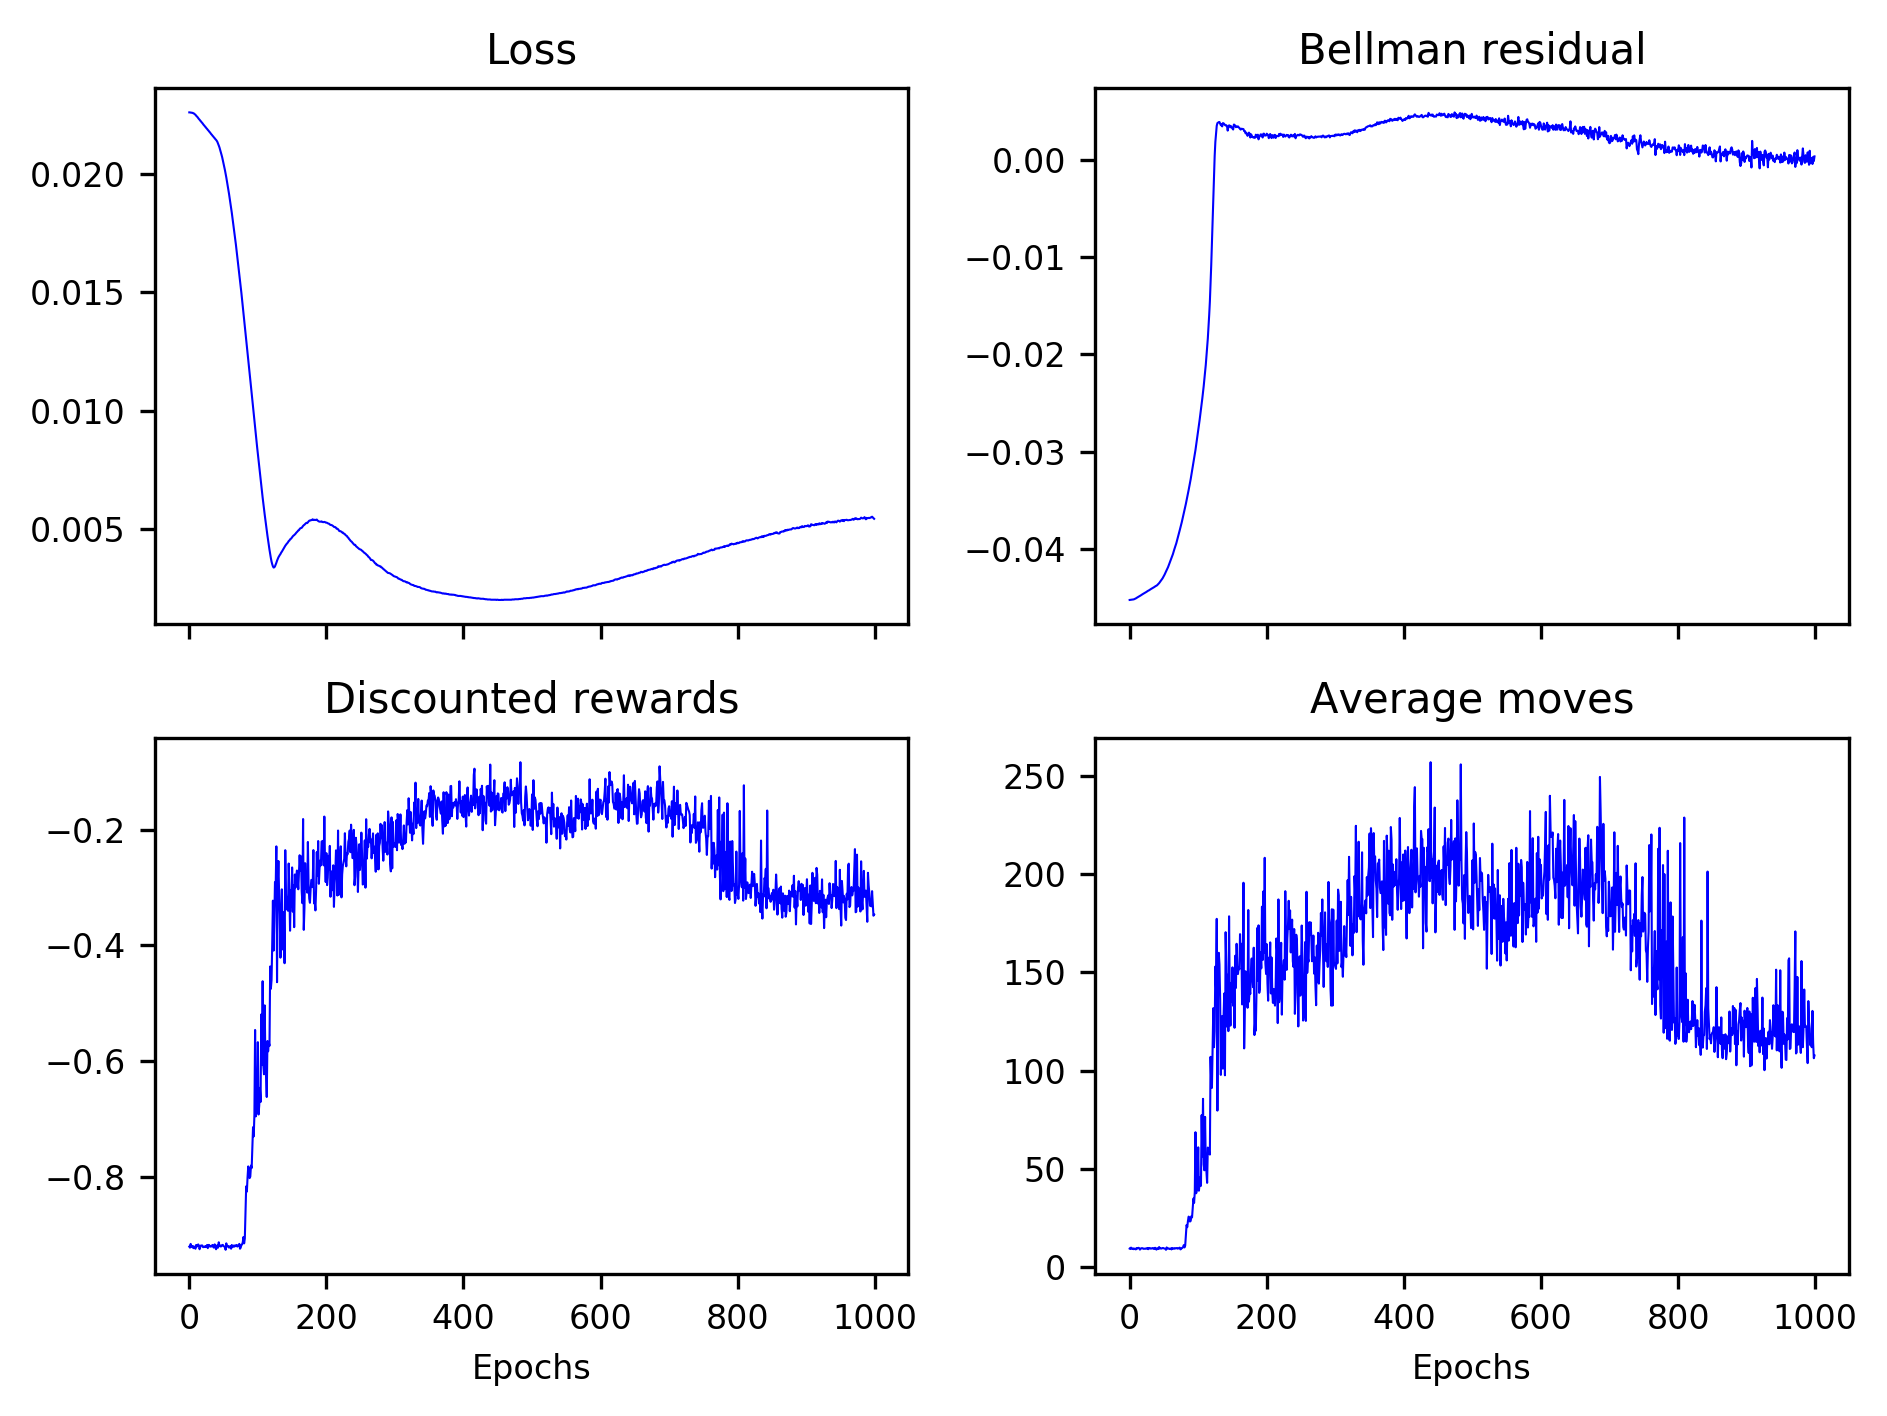 Loss
0.020
0.015
0.010
0.005
Bellman residual
0.00
−0.01
−0.02
−0.03
−0.04
Discounted rewards
−0.2
−0.4
−0.6
−0.8
0 200 400 600 800 1000
Epochs
Average moves
250
200
150
100
50
0
0 200 400 600 800 1000
Epochs